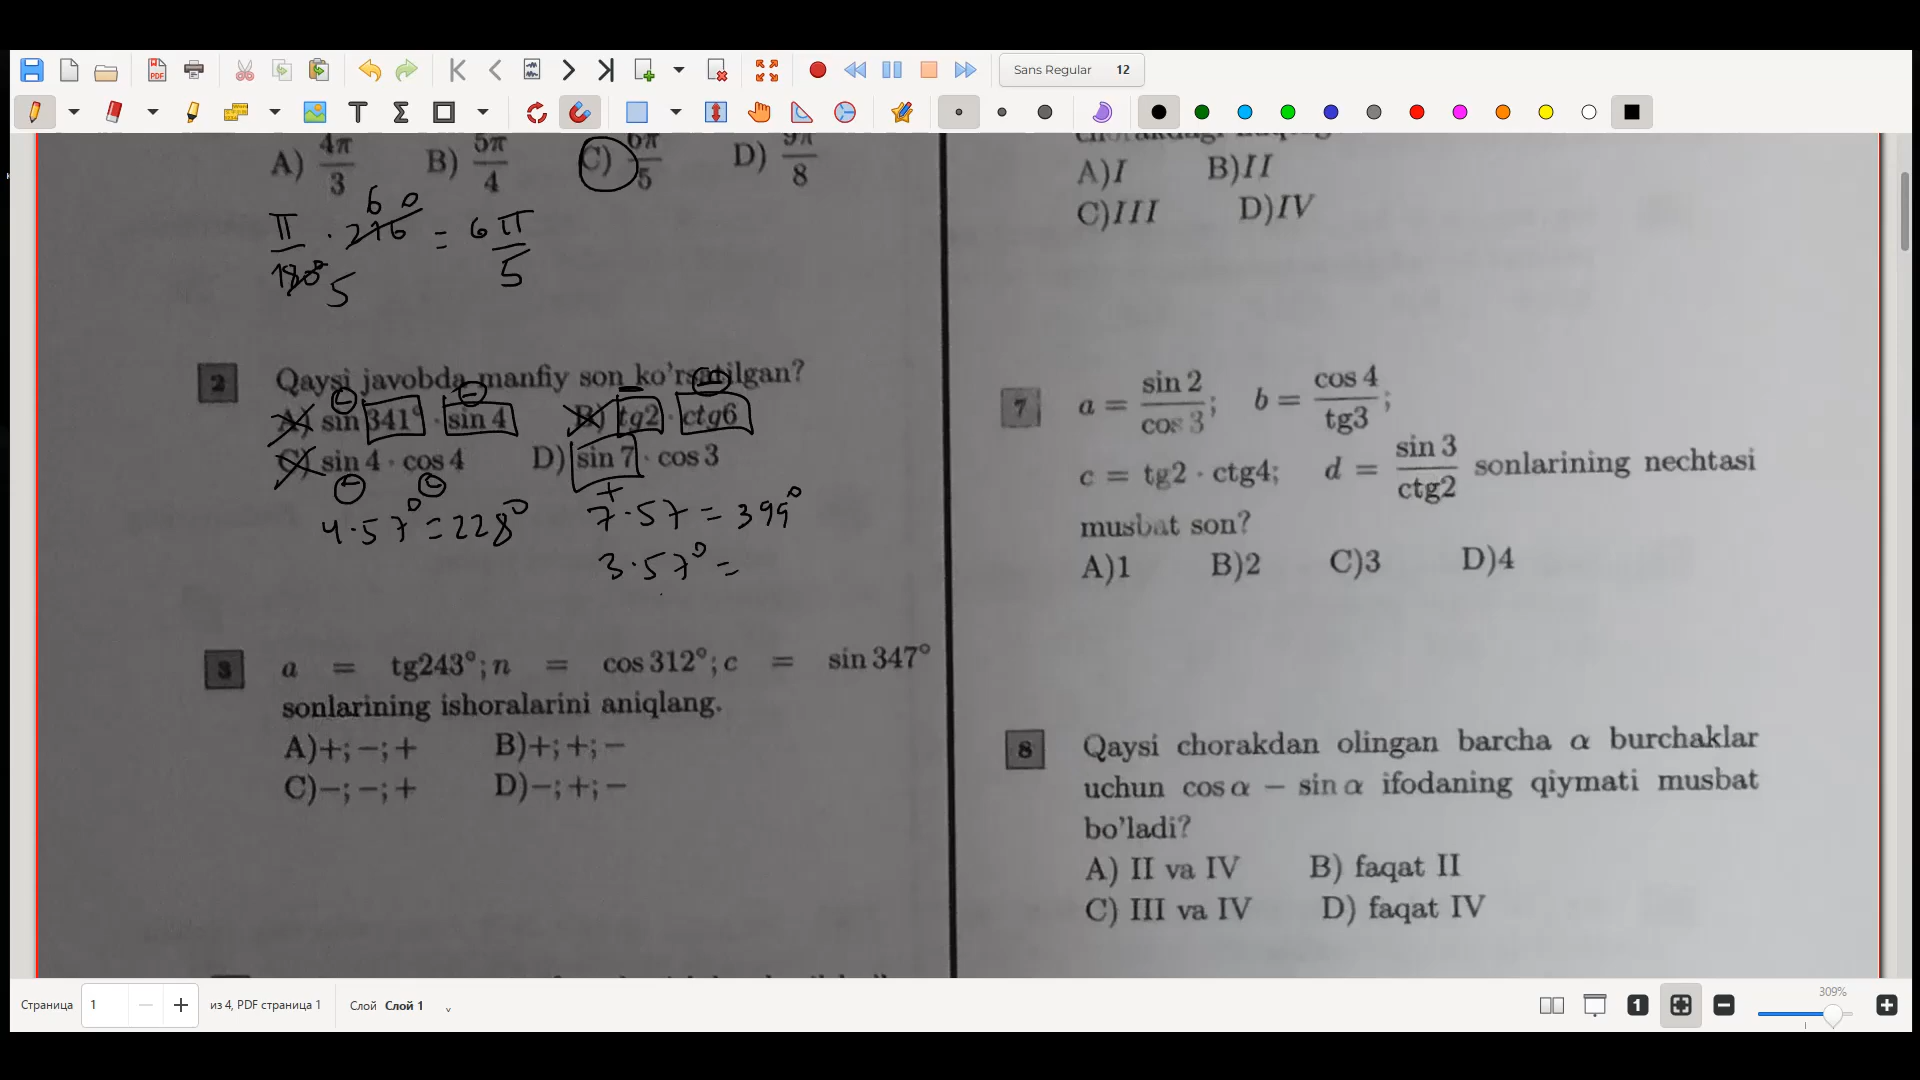 Sans Regular 12
A) 4π/3 B) 5π/4 C) 6π/5 D) 9π/8
π/180° · 216 = 6π/5
6
5
2 Qaysi javobda manfiy son ko'rsatilgan?
A) sin 341° · sin 4 B) tg2 · ctg6
C) sin 4 · cos 4 D) sin 7 · cos 3
4·57° = 228°
7·57 = 399°
3·57° =
3 a = tg243°; n = cos 312°; c = sin 347°
sonlarining ishoralarini aniqlang.
A)+; −; + B)+; +; −
C)−; −; + D)−; +; −
A)I B)II
C)III D)IV
7 a = sin 2/cos 3; b = cos 4/tg3;
c = tg2 · ctg4; d = sin 3/ctg2 sonlarining nechtasi
musbat son?
A)1 B)2 C)3 D)4
8 Qaysi chorakdan olingan barcha α burchaklar
uchun cos α − sin α ifodaning qiymati musbat
bo'ladi?
A) II va IV B) faqat II
C) III va IV D) faqat IV
Страница 1 из 4, PDF страница 1 Слой Слой 1
309%